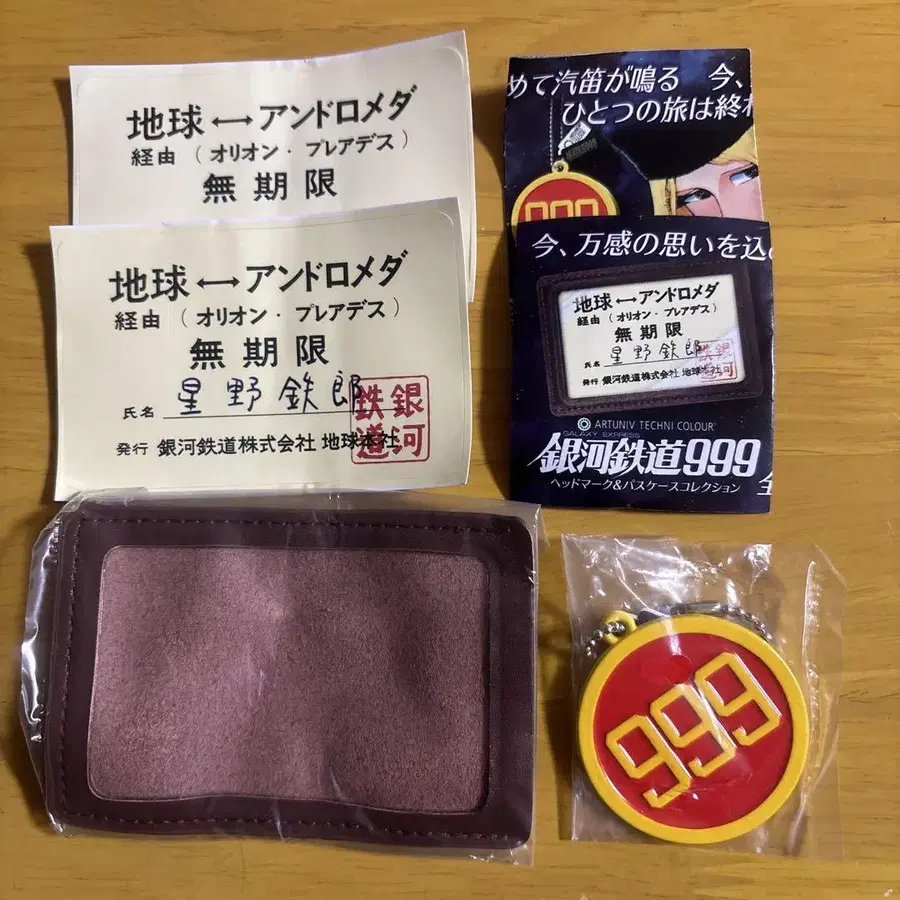 地球↔アンドロメダ
経由(オリオン・プレアデス)
無期限
地球↔アンドロメダ
経由(オリオン・プレアデス)
無期限
氏名 星野鉄郎
発行 銀河鉄道株式会社 地球本社
銀河鉄道
めて汽笛が鳴る 今、
ひとつの旅は終わ
999
今、万感の思いを込め
地球↔アンドロメダ
経由(オリオン・プレアデス)
無期限
氏名 星野鉄郎
発行 銀河鉄道株式会社 地球本社
銀河鉄道
ARTUNIV TECHNI COLOUR
GALAXY EXPRESS
銀河鉄道999
ヘッドマーク&パスケースコレクション
999